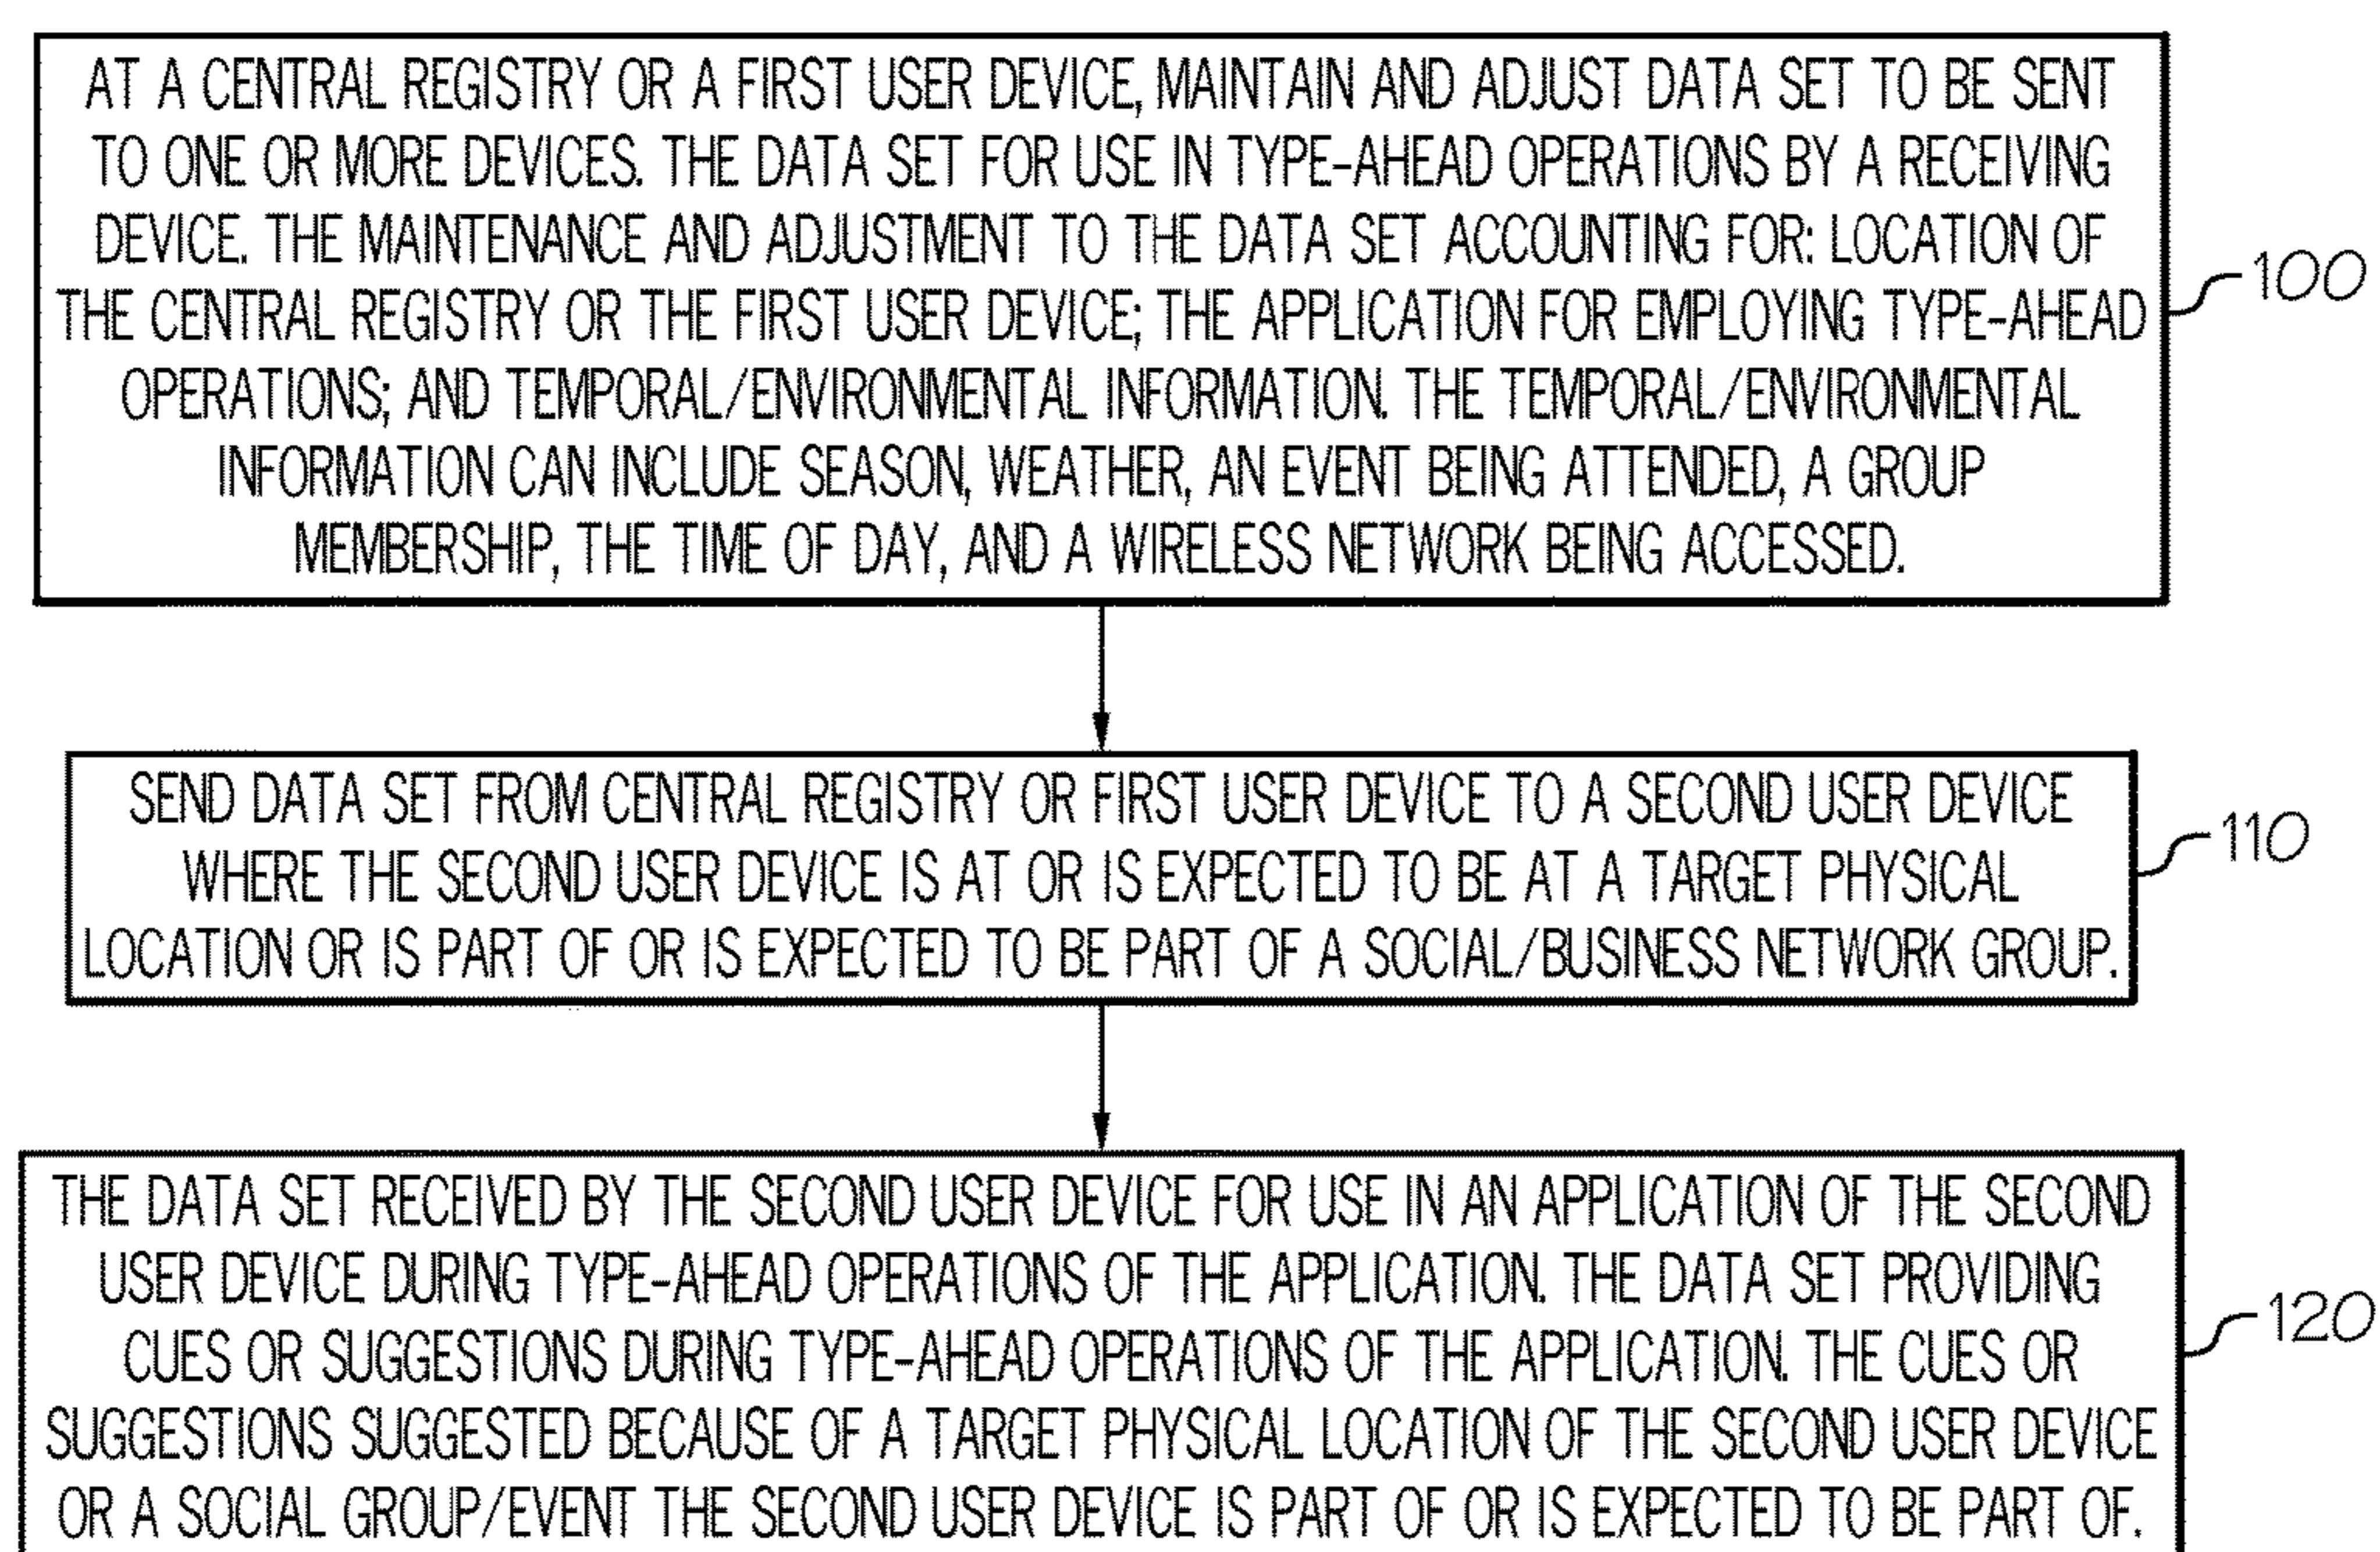 AT A CENTRAL REGISTRY OR A FIRST USER DEVICE, MAINTAIN AND ADJUST DATA SET TO BE SENT
TO ONE OR MORE DEVICES. THE DATA SET FOR USE IN TYPE-AHEAD OPERATIONS BY A RECEIVING
DEVICE. THE MAINTENANCE AND ADJUSTMENT TO THE DATA SET ACCOUNTING FOR: LOCATION OF
THE CENTRAL REGISTRY OR THE FIRST USER DEVICE; THE APPLICATION FOR EMPLOYING TYPE-AHEAD
OPERATIONS; AND TEMPORAL/ENVIRONMENTAL INFORMATION. THE TEMPORAL/ENVIRONMENTAL
INFORMATION CAN INCLUDE SEASON, WEATHER, AN EVENT BEING ATTENDED, A GROUP
MEMBERSHIP, THE TIME OF DAY, AND A WIRELESS NETWORK BEING ACCESSED.
100
SEND DATA SET FROM CENTRAL REGISTRY OR FIRST USER DEVICE TO A SECOND USER DEVICE
WHERE THE SECOND USER DEVICE IS AT OR IS EXPECTED TO BE AT A TARGET PHYSICAL
LOCATION OR IS PART OF OR IS EXPECTED TO BE PART OF A SOCIAL/BUSINESS NETWORK GROUP.
110
THE DATA SET RECEIVED BY THE SECOND USER DEVICE FOR USE IN AN APPLICATION OF THE SECOND
USER DEVICE DURING TYPE-AHEAD OPERATIONS OF THE APPLICATION. THE DATA SET PROVIDING
CUES OR SUGGESTIONS DURING TYPE-AHEAD OPERATIONS OF THE APPLICATION. THE CUES OR
SUGGESTIONS SUGGESTED BECAUSE OF A TARGET PHYSICAL LOCATION OF THE SECOND USER DEVICE
OR A SOCIAL GROUP/EVENT THE SECOND USER DEVICE IS PART OF OR IS EXPECTED TO BE PART OF.
120